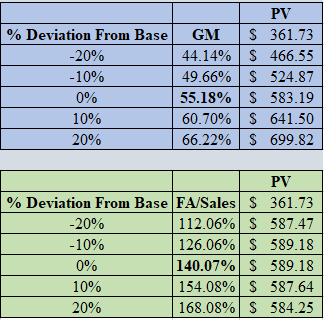 PV
% Deviation From Base GM $ 361.73
-20% 44.14% $ 466.55
-10% 49.66% $ 524.87
0% 55.18% $ 583.19
10% 60.70% $ 641.50
20% 66.22% $ 699.82
PV
% Deviation From Base FA/Sales $ 361.73
-20% 112.06% $ 587.47
-10% 126.06% $ 589.18
0% 140.07% $ 589.18
10% 154.08% $ 587.64
20% 168.08% $ 584.25